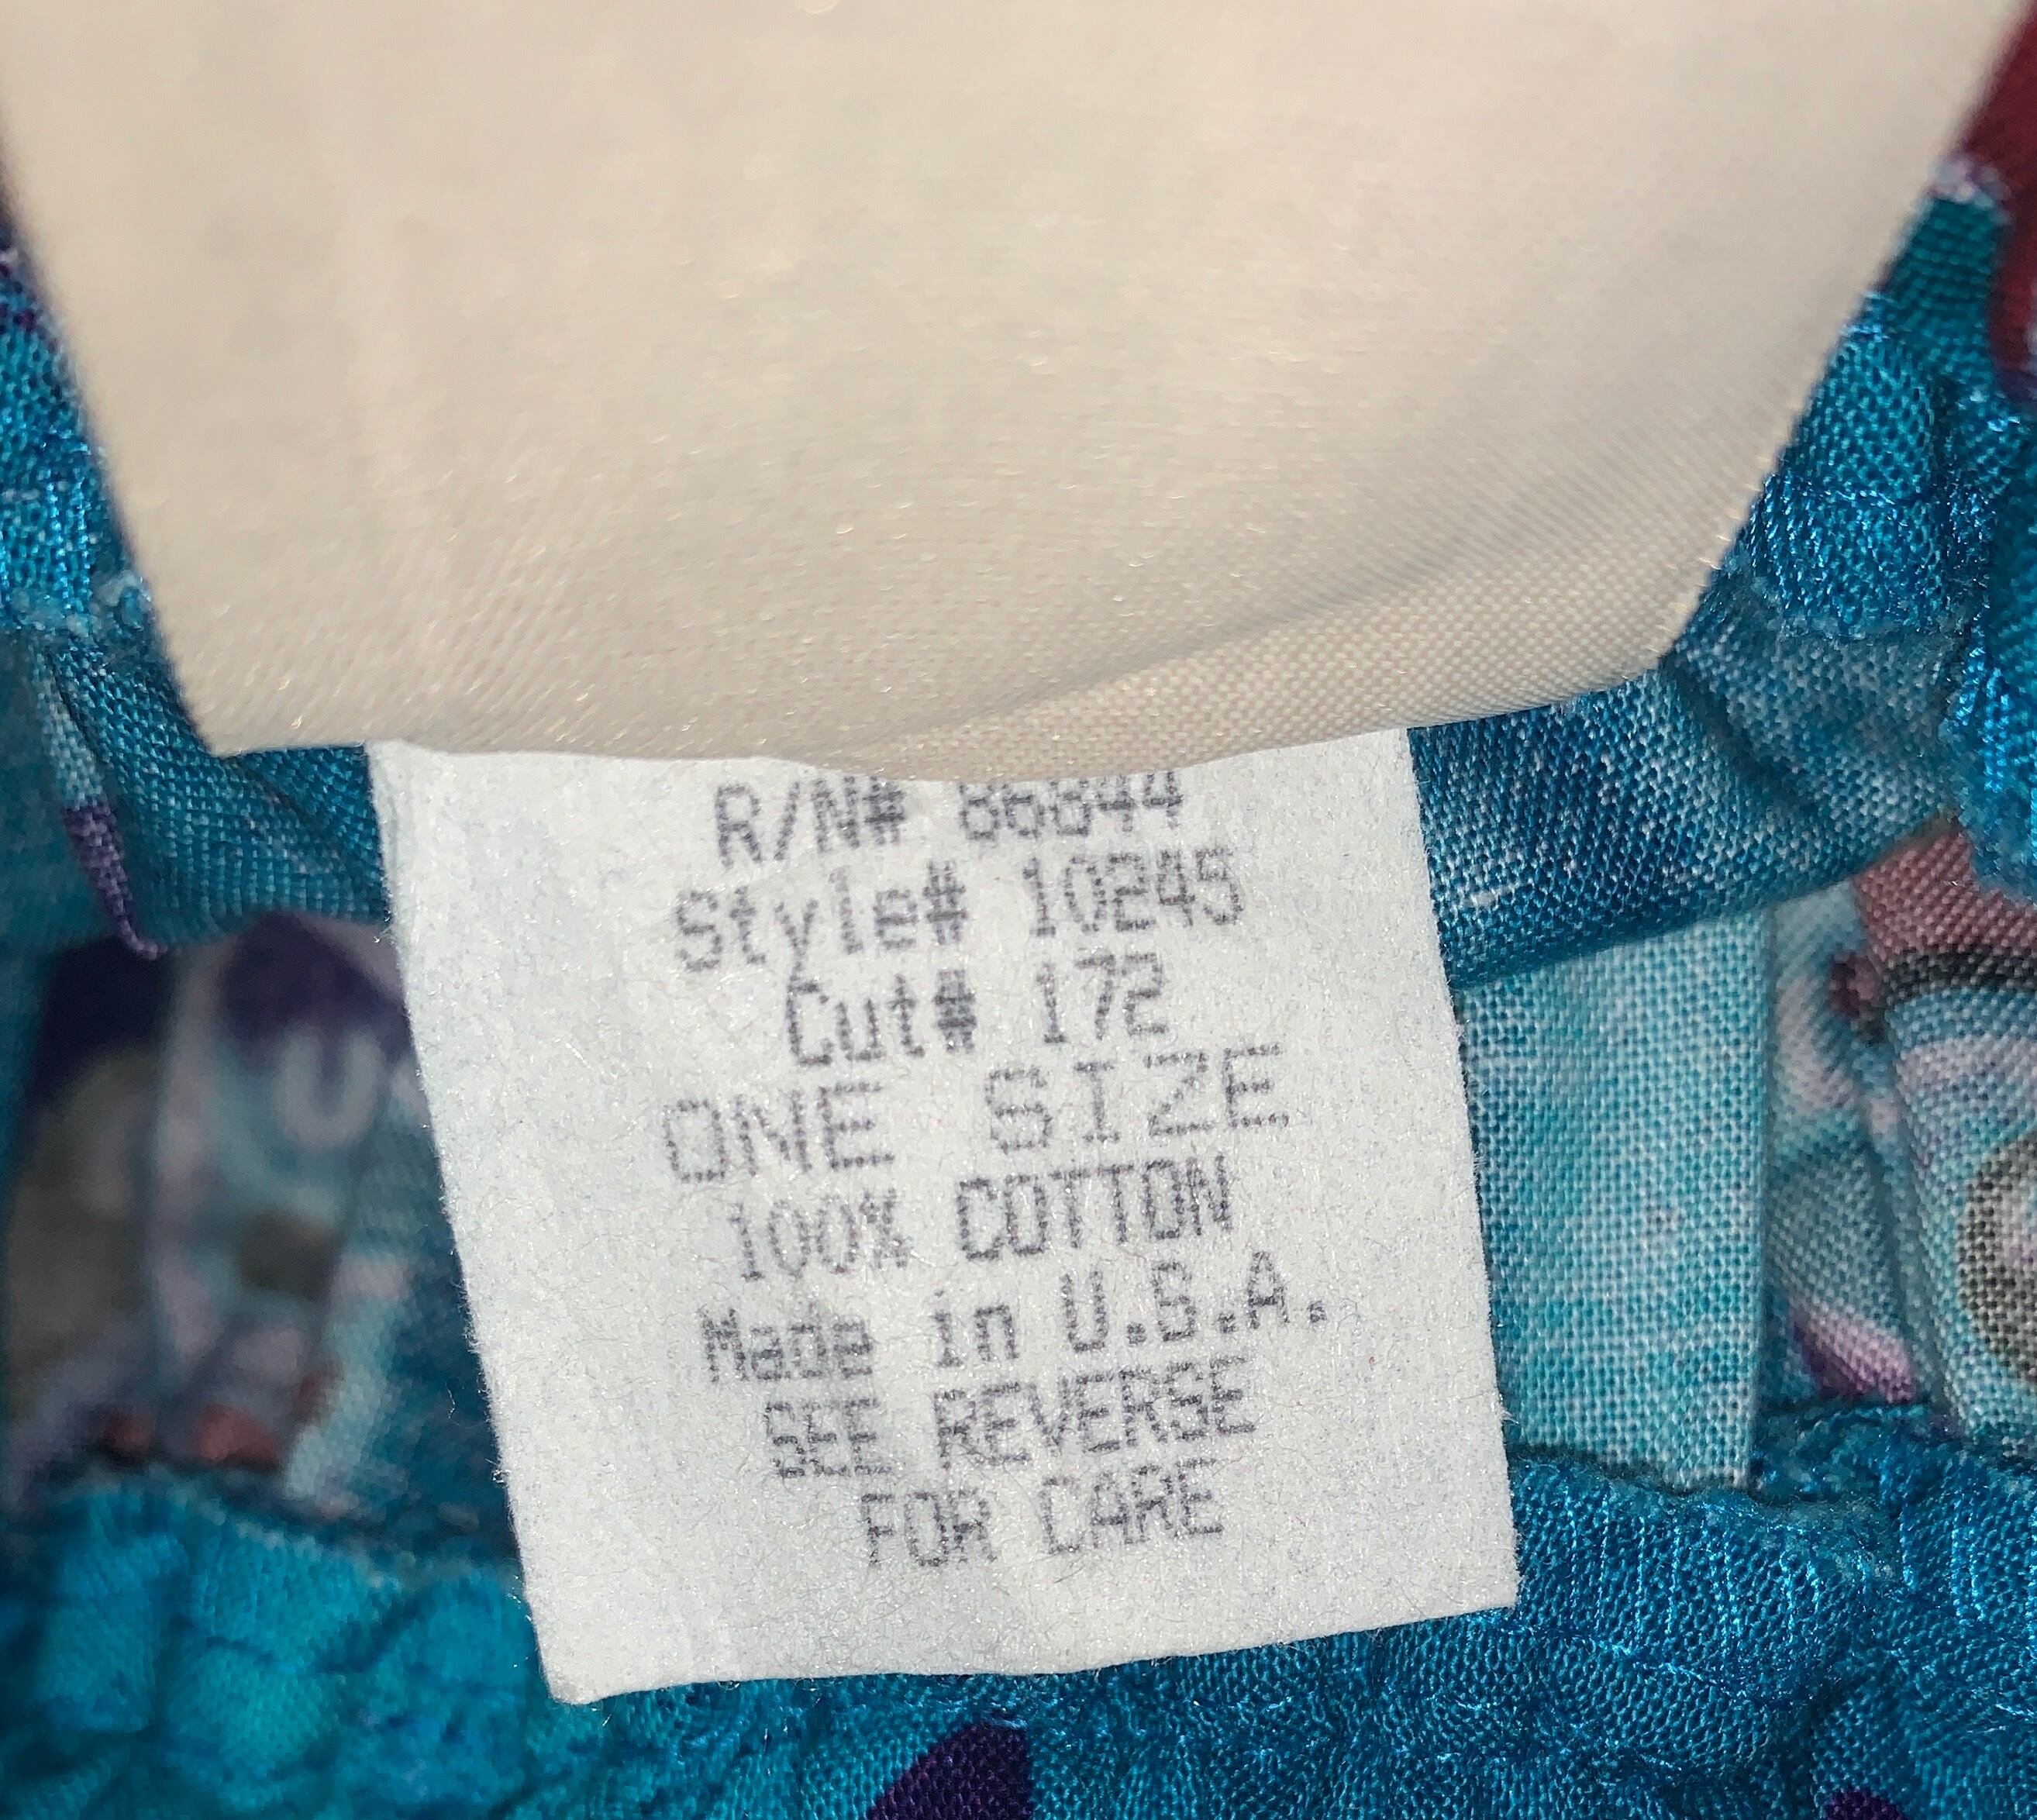 R/N# 86844
Style# 10245
Cut# 172
ONE SIZE
100% COTTON
Made in U.S.A.
SEE REVERSE
FOR CARE